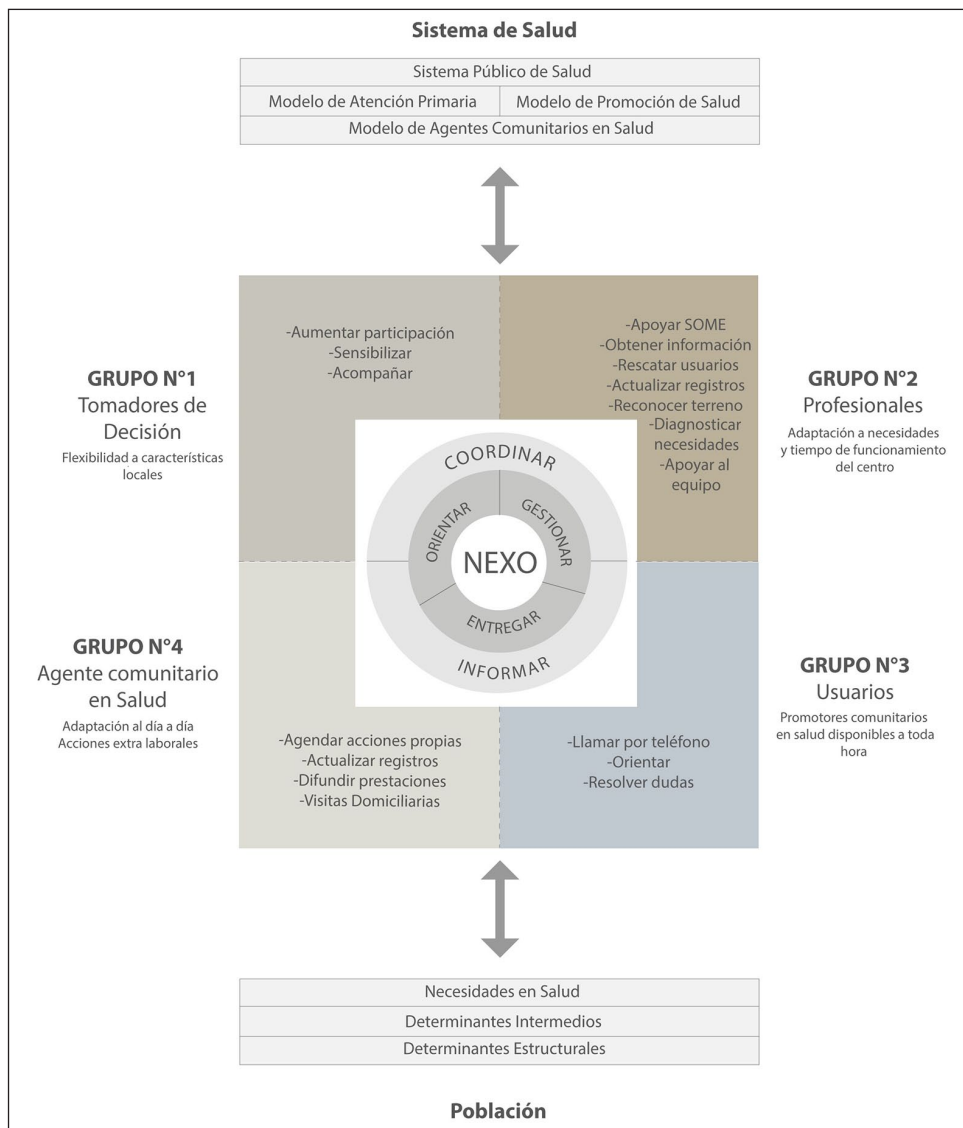 Sistema de Salud
Sistema Público de Salud
Modelo de Atención Primaria
Modelo de Promoción de Salud
Modelo de Agentes Comunitarios en Salud
-Aumentar participación
-Sensibilizar
-Acompañar
-Apoyar SOME
-Obtener información
-Rescatar usuarios
-Actualizar registros
-Reconocer terreno
-Diagnosticar
necesidades
-Apoyar al
equipo
GRUPO N°1
Tomadores de
Decisión
Flexibilidad a características
locales
GRUPO N°2
Profesionales
Adaptación a necesidades
y tiempo de funcionamiento
del centro
COORDINAR
ORIENTAR
GESTIONAR
NEXO
ENTREGAR
INFORMAR
GRUPO N°4
Agente comunitario
en Salud
Adaptación al día a día
Acciones extra laborales
GRUPO N°3
Usuarios
Promotores comunitarios
en salud disponibles a toda
hora
-Agendar acciones propias
-Actualizar registros
-Difundir prestaciones
-Visitas Domiciliarias
-Llamar por teléfono
-Orientar
-Resolver dudas
Necesidades en Salud
Determinantes Intermedios
Determinantes Estructurales
Población